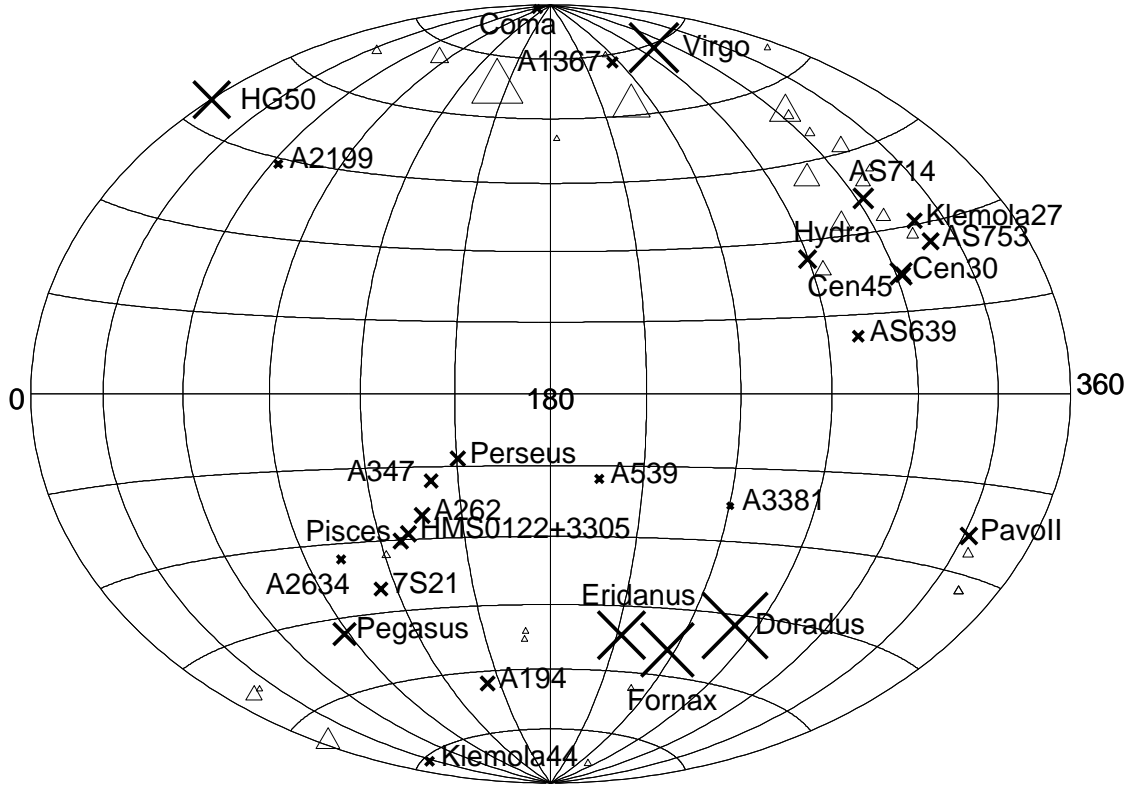 Coma
Virgo
A1367
HG50
A2199
AS714
Klemola27
Hydra
AS753
Cen30
Cen45
AS639
0
180
360
Perseus
A347
A539
A262
A3381
Pisces
HMS0122+3305
PavoII
A2634
7S21
Eridanus
Pegasus
Doradus
A194
Fornax
Klemola44